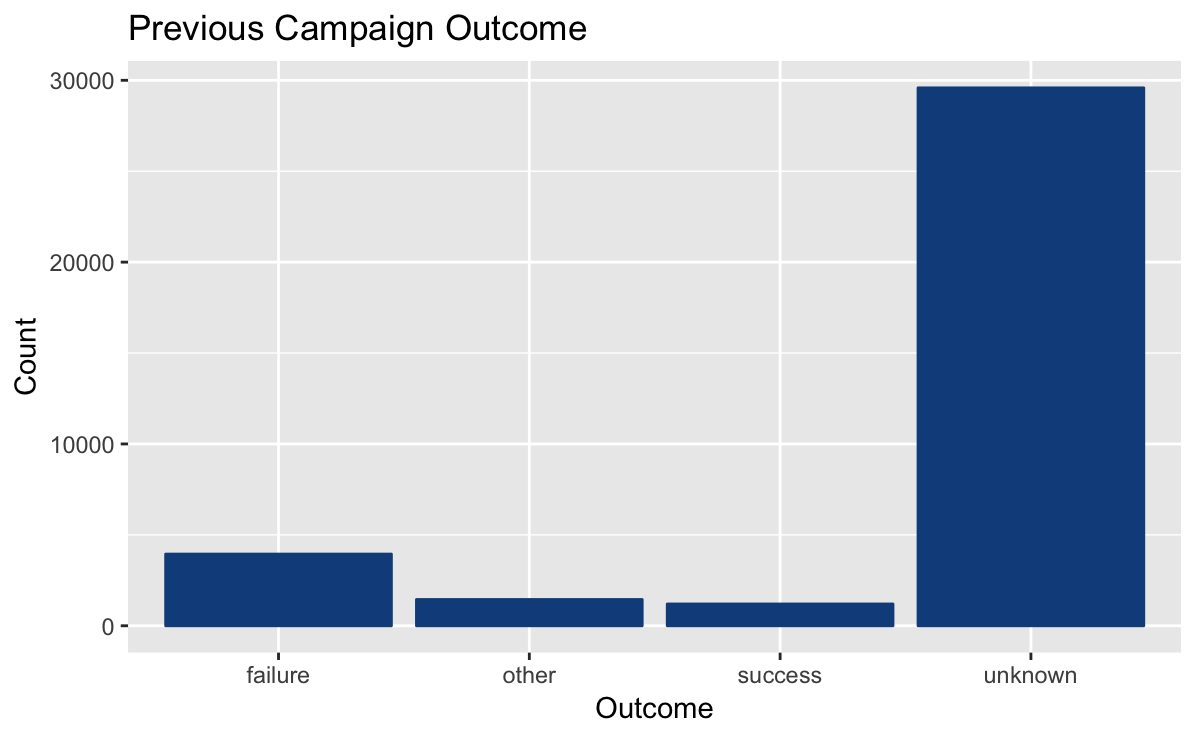 Previous Campaign Outcome
30000
20000
10000
0
Count
failure other success unknown
Outcome